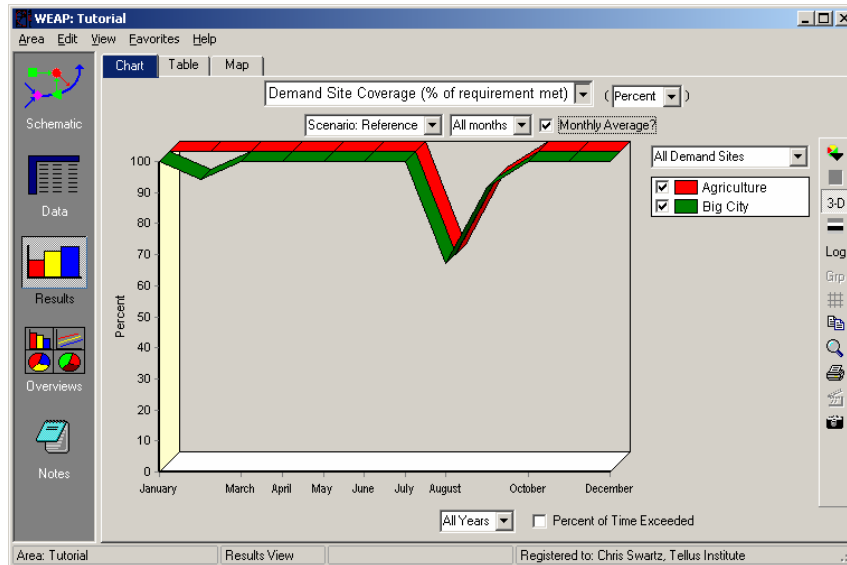 WEAP: Tutorial
Area Edit View Favorites Help
Chart Table Map
Demand Site Coverage (% of requirement met) ( Percent )
Scenario: Reference All months Monthly Average?
All Demand Sites
Agriculture
Big City
Schematic
Data
Results
Overviews
Notes
3-D
Log
Grp
Percent
100
90
80
70
60
50
40
30
20
10
0
January March April May June July August October December
All Years Percent of Time Exceeded
Area: Tutorial Results View Registered to: Chris Swartz, Tellus Institute